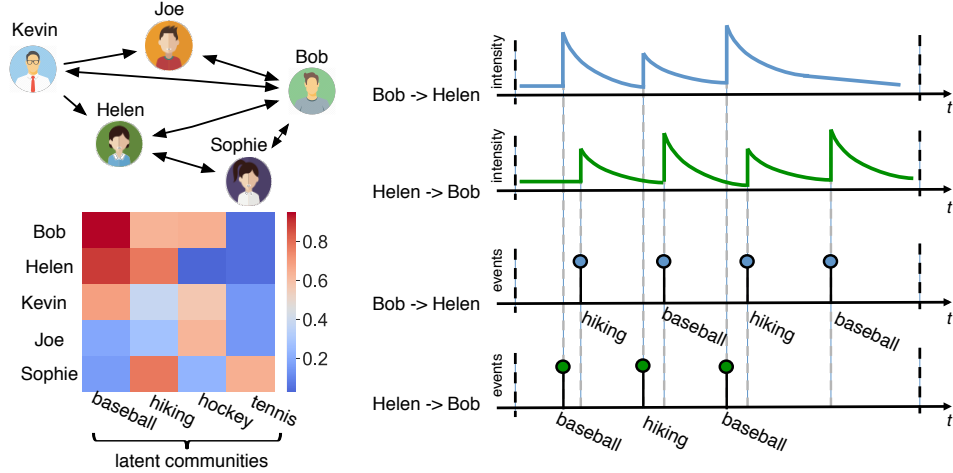 Kevin
Joe
Bob
Helen
Sophie
Bob
Helen
Kevin
Joe
Sophie
baseball
hiking
hockey
tennis
latent communities
0.8
0.6
0.4
0.2
intensity
Bob -> Helen
t
intensity
Helen -> Bob
t
events
Bob -> Helen
t
hiking
baseball
hiking
baseball
events
Helen -> Bob
t
baseball
hiking
baseball